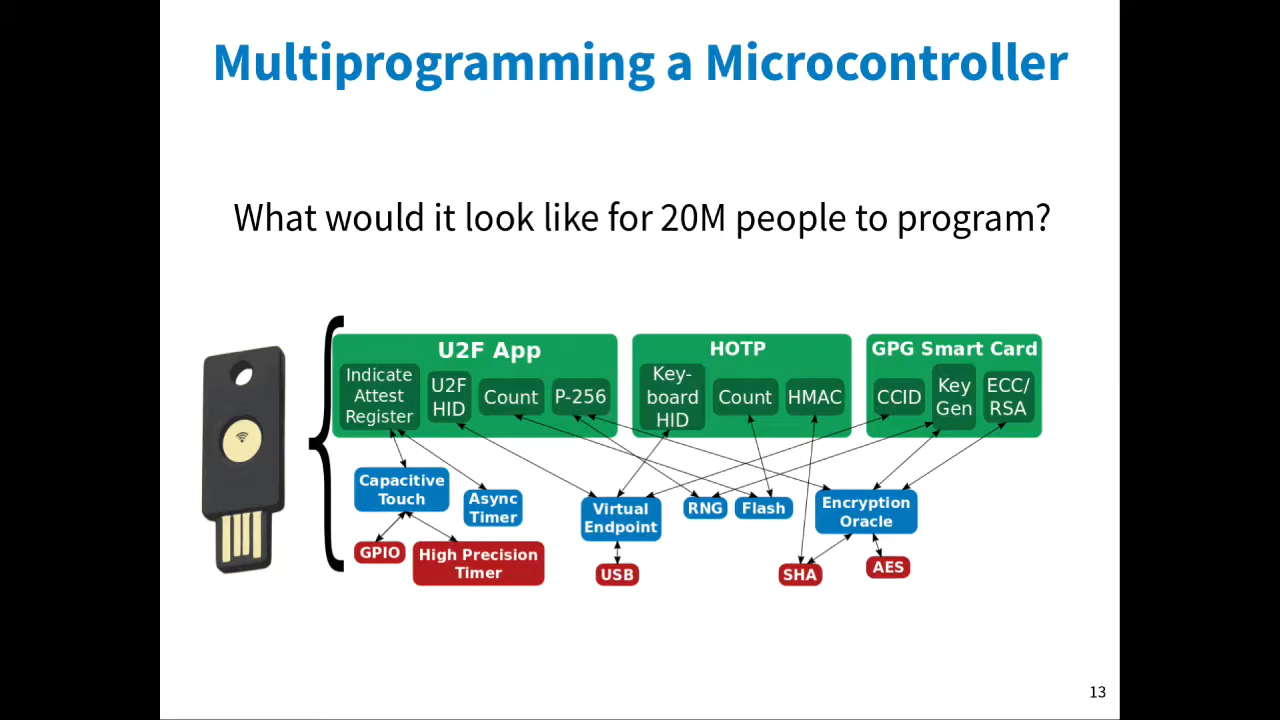 Multiprogramming a Microcontroller
What would it look like for 20M people to program?
U2F App
Indicate
Attest
Register
U2F
HID
Count
P-256
HOTP
Key-
board
HID
Count
HMAC
GPG Smart Card
CCID
Key
Gen
ECC/
RSA
Capacitive
Touch
Async
Timer
Virtual
Endpoint
RNG
Flash
Encryption
Oracle
GPIO
High Precision
Timer
USB
SHA
AES
13